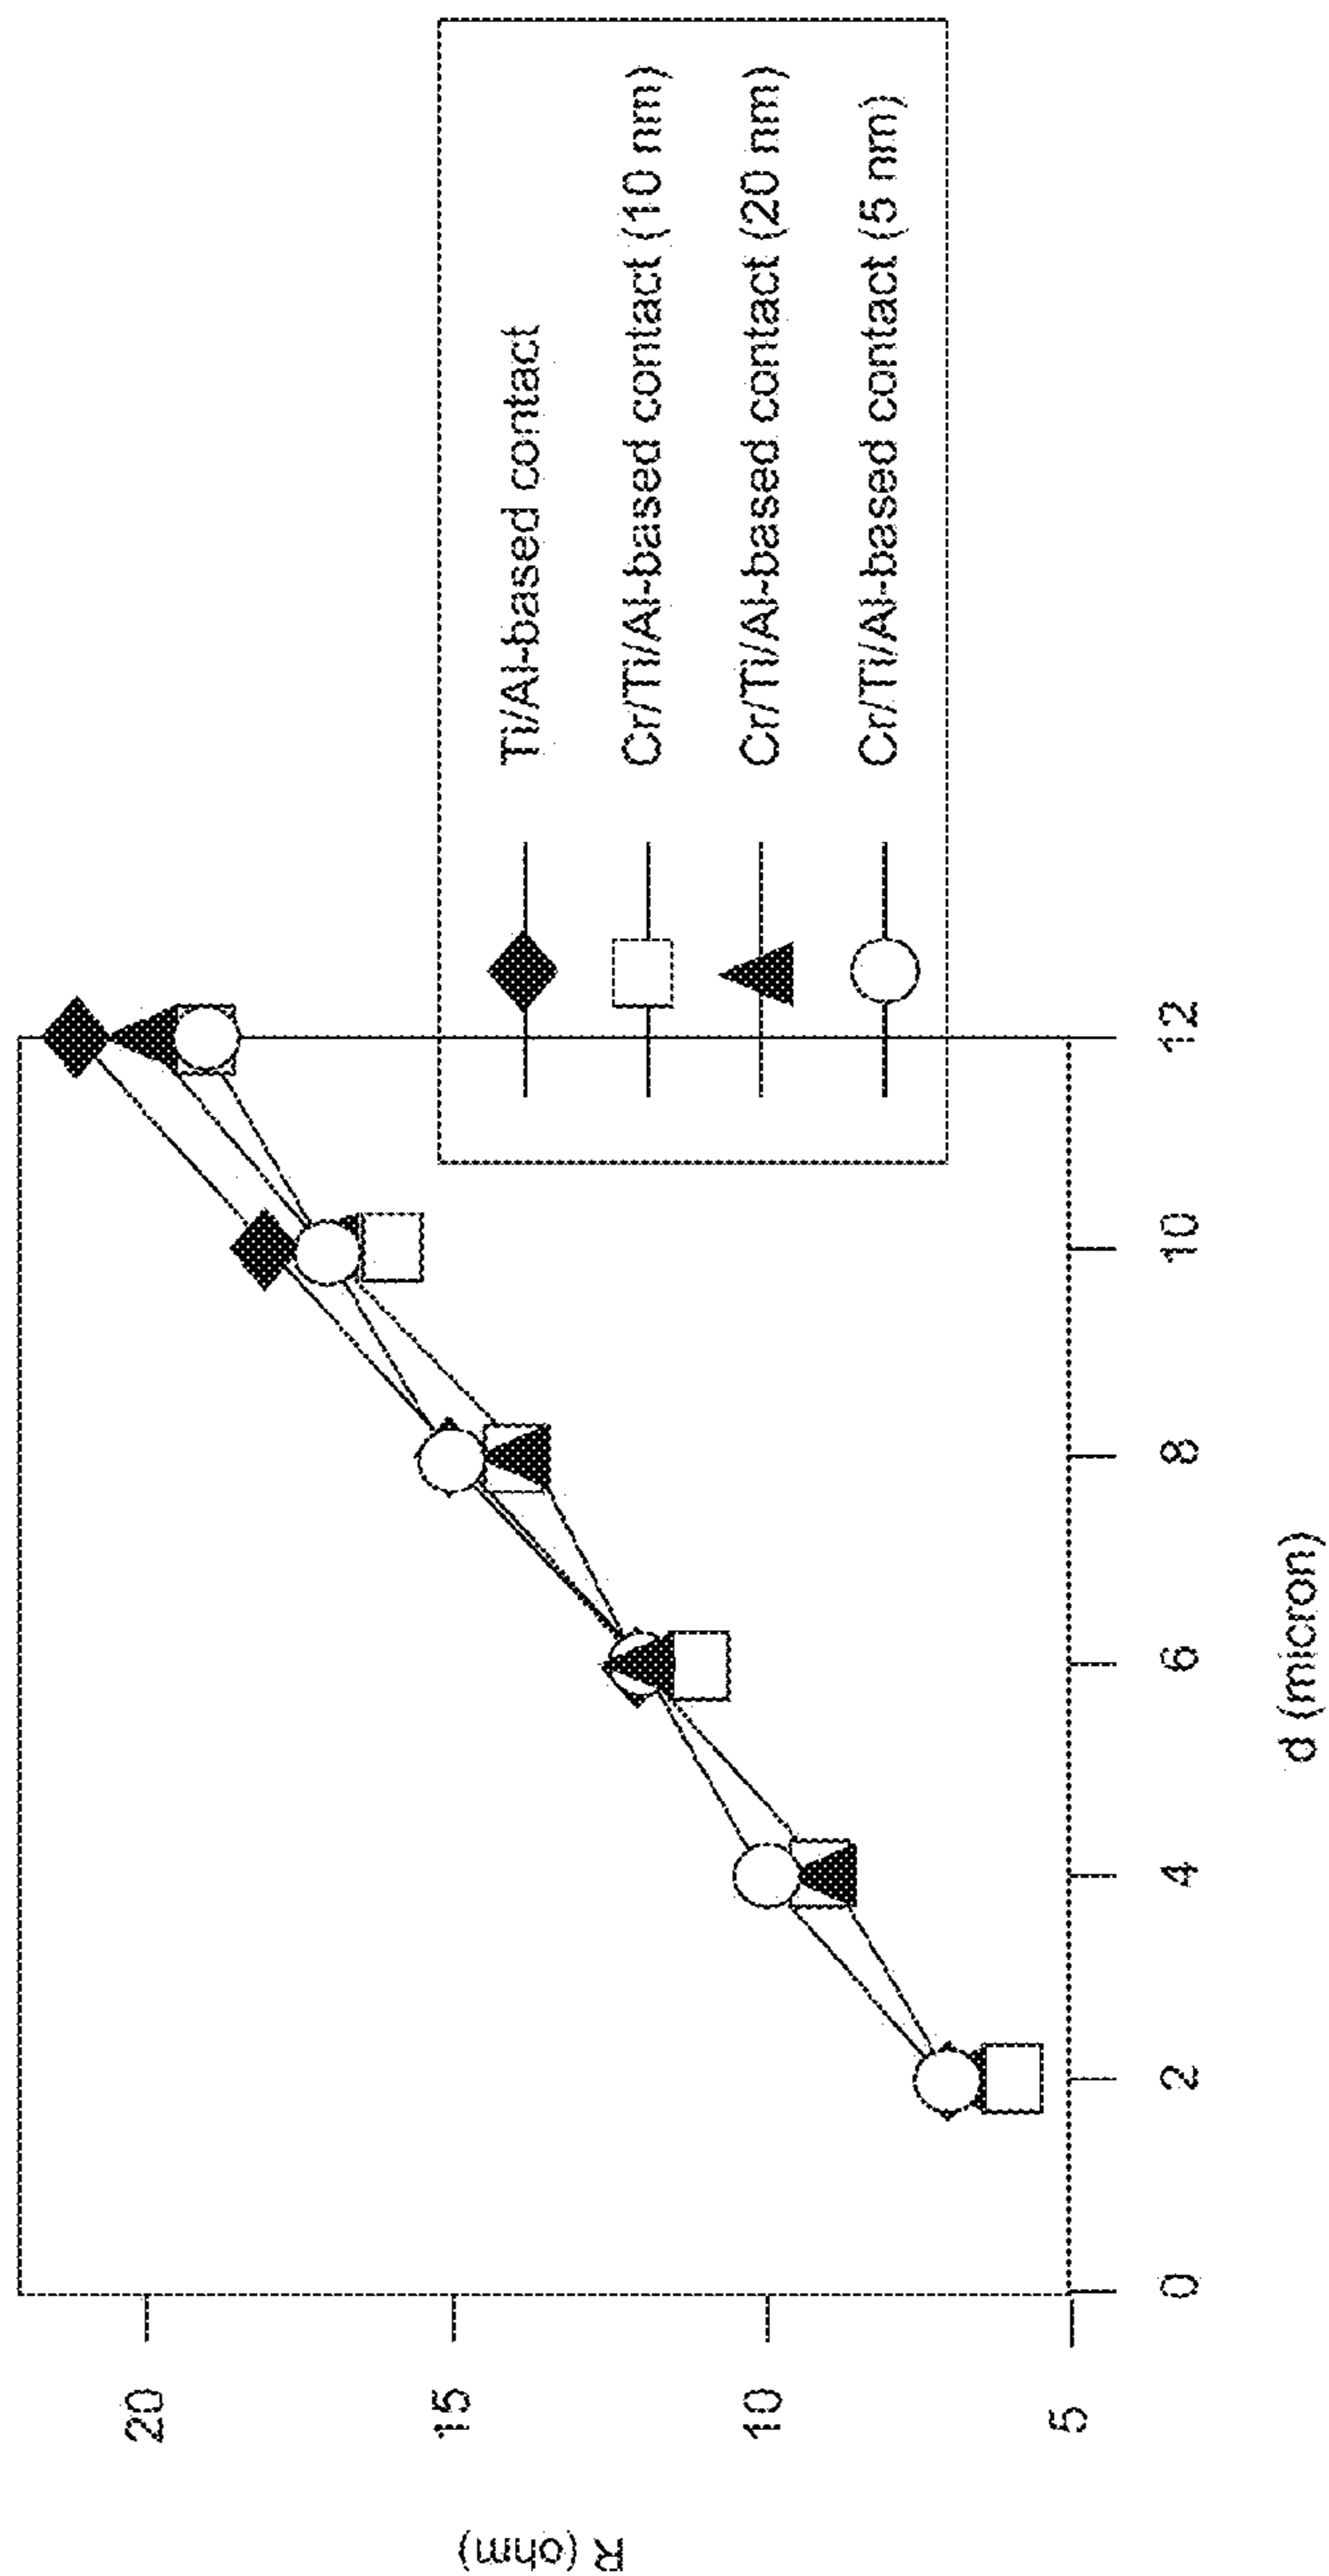 R (ohm)
20
15
10
5
0
2
4
6
8
10
12
d (micron)
Ti/Al-based contact
Cr/Ti/Al-based contact (10 nm)
Cr/Ti/Al-based contact (20 nm)
Cr/Ti/Al-based contact (5 nm)